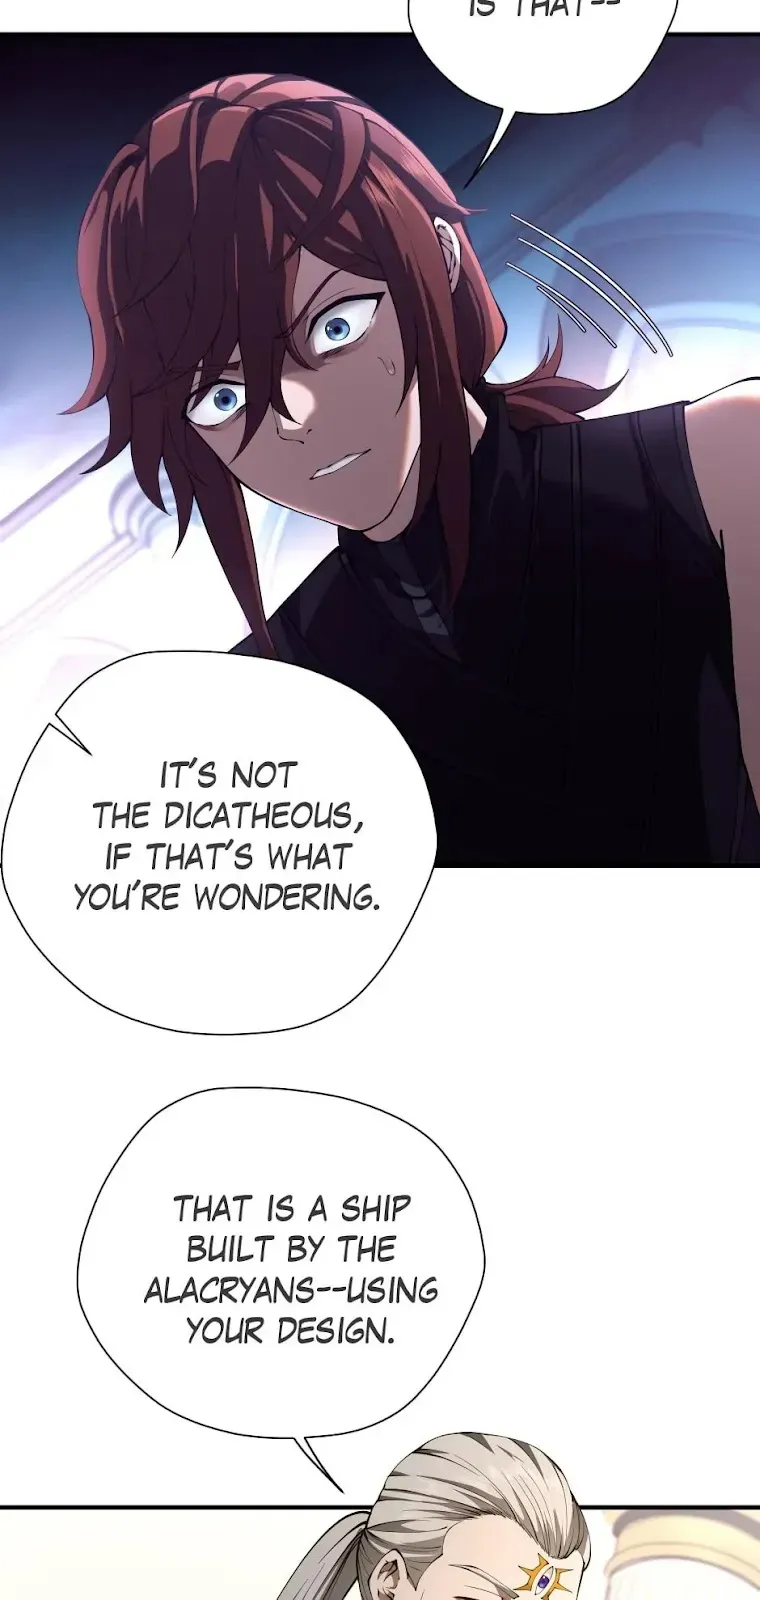 IS THAT--
IT'S NOT
THE DICATHEOUS,
IF THAT'S WHAT
YOU'RE WONDERING.
THAT IS A SHIP
BUILT BY THE
ALACRYANS--USING
YOUR DESIGN.